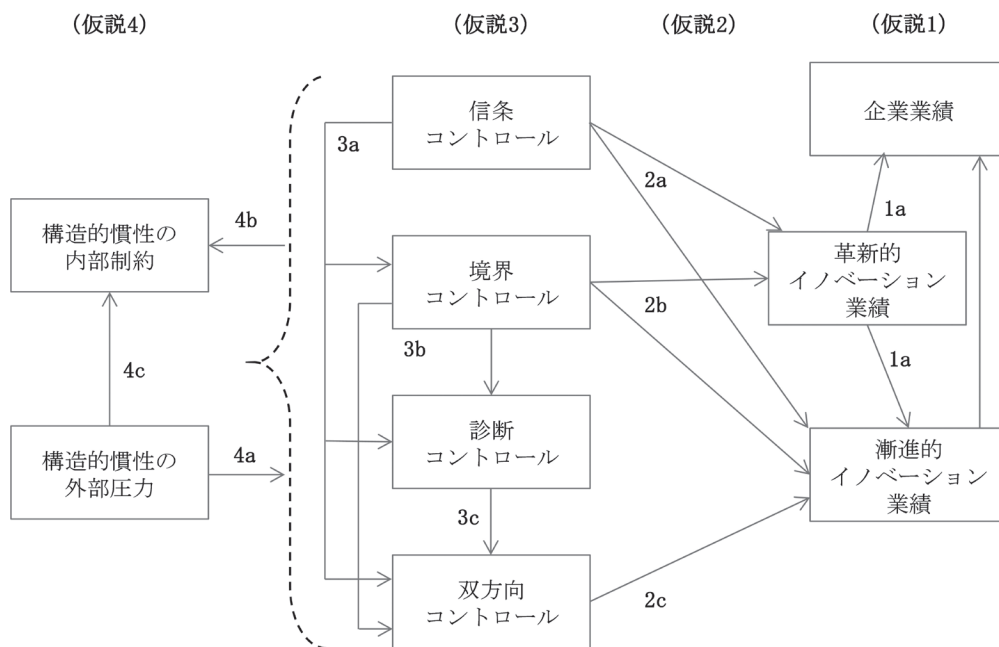 （仮説4）
（仮説3）
（仮説2）
（仮説1）
信条
コントロール
企業業績
3a
2a
1a
構造的慣性の
内部制約
4b
境界
コントロール
革新的
イノベーション
業績
2b
3b
4c
1a
診断
コントロール
構造的慣性の
外部圧力
4a
漸進的
イノベーション
業績
3c
双方向
コントロール
2c